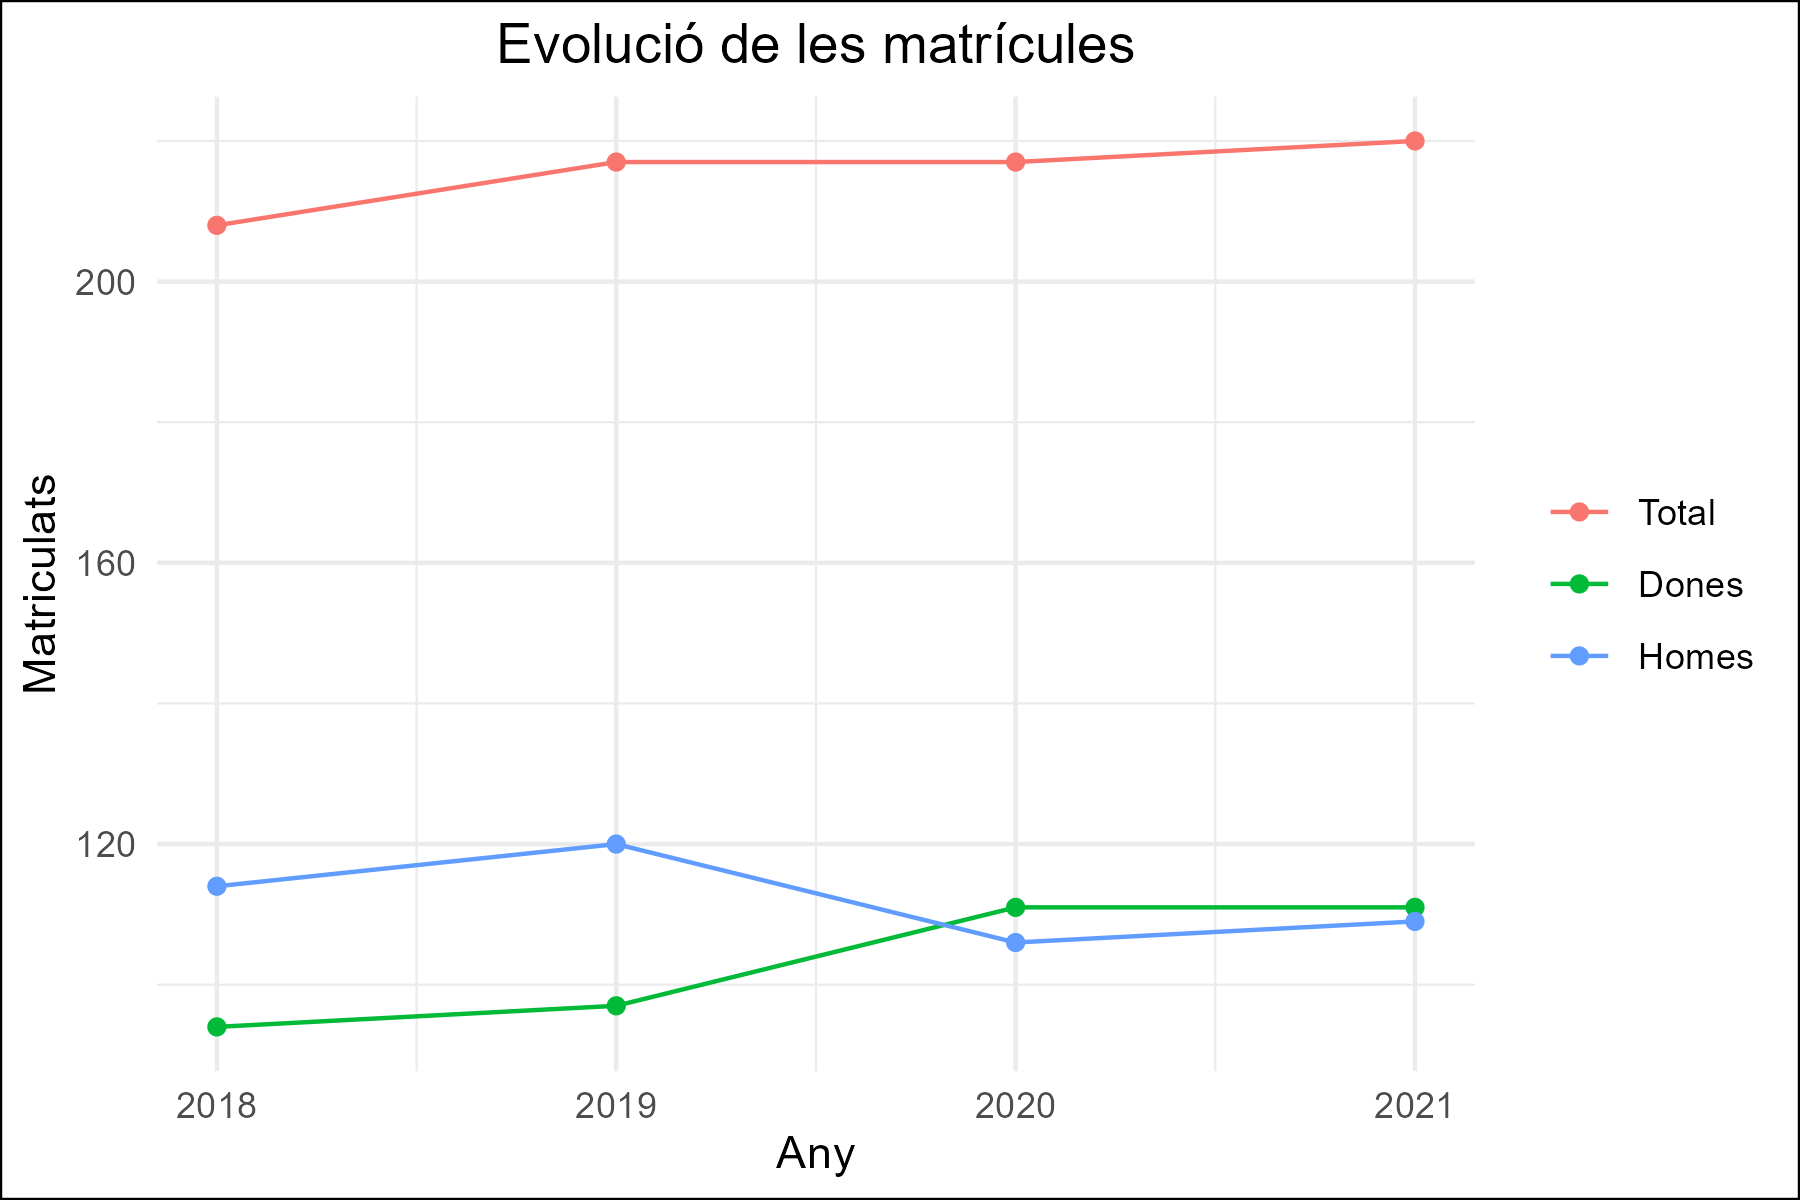 Evolució de les matrícules
Matriculats
200
160
120
2018
2019
2020
2021
Any
Total
Dones
Homes